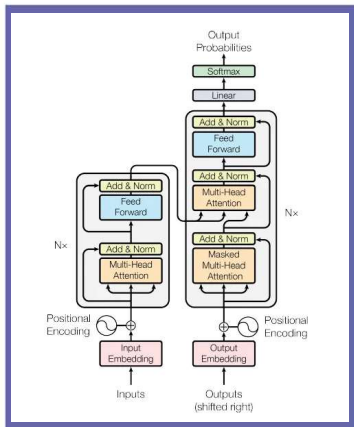 Output
Probabilities
Softmax
Linear
Add & Norm
Feed
Forward
Add & Norm
Multi-Head
Attention
Add & Norm
Masked
Multi-Head
Attention
Nx
Add & Norm
Feed
Forward
Add & Norm
Multi-Head
Attention
Nx
Positional
Encoding
Positional
Encoding
Input
Embedding
Output
Embedding
Inputs
Outputs
(shifted right)